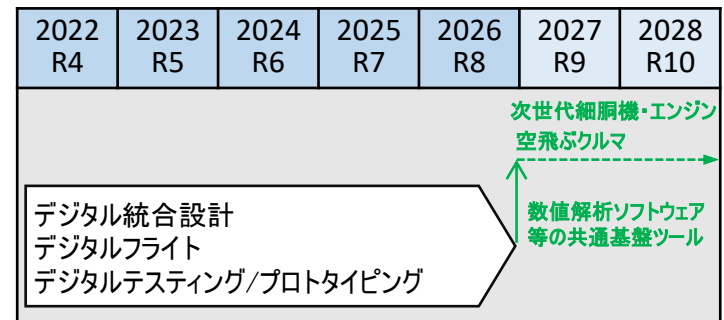 2022 2023 2024 2025 2026 2027 2028
R4 R5 R6 R7 R8 R9 R10
次世代細胴機・エンジン
空飛ぶクルマ
デジタル統合設計
デジタルフライト
デジタルテスティング/プロトタイピング
数値解析ソフトウェア
等の共通基盤ツール